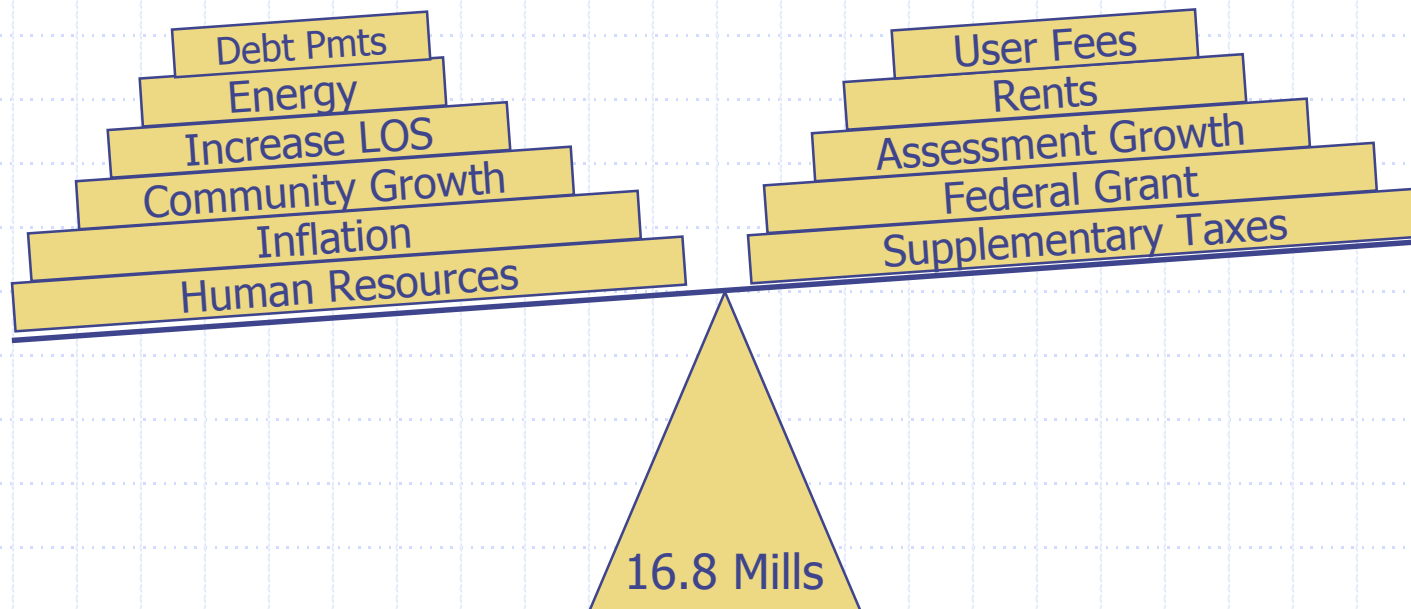 Debt Pmts
Energy
Increase LOS
Community Growth
Inflation
Human Resources
User Fees
Rents
Assessment Growth
Federal Grant
Supplementary Taxes
16.8 Mills